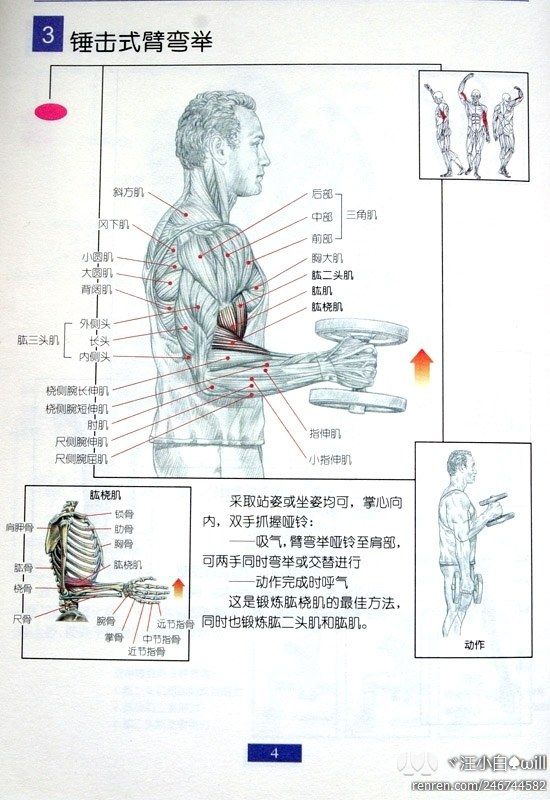 3 锤击式臂弯举
斜方肌
冈下肌
小圆肌
大圆肌
背阔肌
外侧头
肱三头肌
长头
内侧头
桡侧腕长伸肌
桡侧腕短伸肌
肘肌
尺侧腕伸肌
尺侧腕屈肌
后部
中部
三角肌
前部
胸大肌
肱二头肌
肱肌
肱桡肌
指伸肌
小指伸肌
肱桡肌
锁骨
肩胛骨
肋骨
胸骨
肱骨
肱桡肌
桡骨
尺骨
腕骨
掌骨
远节指骨
中节指骨
近节指骨
采取站姿或坐姿均可，掌心向
内，双手抓握哑铃：
——吸气，臂弯举哑铃至肩部，
可两手同时弯举或交替进行
——动作完成时呼气
这是锻炼肱桡肌的最佳方法，
同时也锻炼肱二头肌和肱肌。
动作
4
人人 ヾ汪小白♤ωill
renren.com/246744582